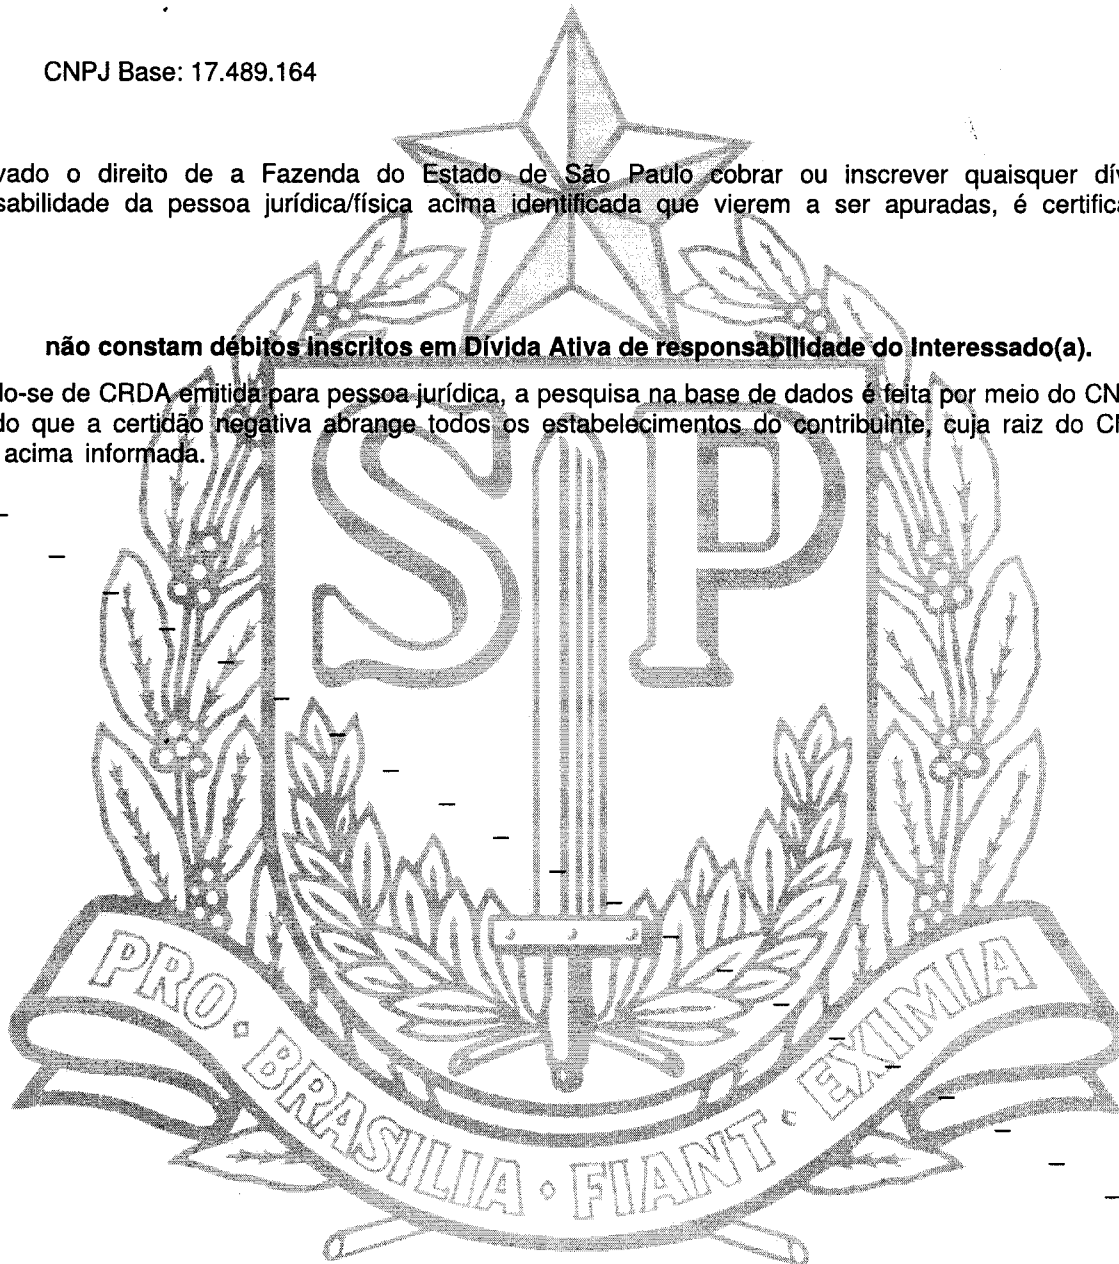 CNPJ Base: 17.489.164
vado o direito de a Fazenda do Estado de São Paulo cobrar ou inscrever quaisquer dív
sabilidade da pessoa jurídica/física acima identificada que vierem a ser apuradas, é certifica
não constam débitos inscritos em Dívida Ativa de responsabilidade do Interessado(a).
do-se de CRDA emitida para pessoa jurídica, a pesquisa na base de dados é feita por meio do CN
do que a certidão negativa abrange todos os estabelecimentos do contribuinte, cuja raiz do C
acima informada.
SP
PRO · BRASILIA · FIANT · EXIMIA